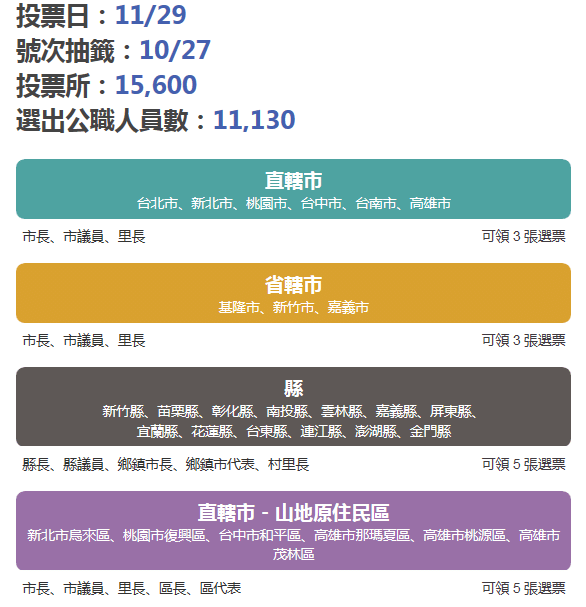 投票日：11/29
號次抽籤：10/27
投票所：15,600
選出公職人員數：11,130
直轄市
台北市、新北市、桃園市、台中市、台南市、高雄市
市長、市議員、里長 可領 3 張選票
省轄市
基隆市、新竹市、嘉義市
市長、市議員、里長 可領 3 張選票
縣
新竹縣、苗栗縣、彰化縣、南投縣、雲林縣、嘉義縣、屏東縣、
宜蘭縣、花蓮縣、台東縣、連江縣、澎湖縣、金門縣
縣長、縣議員、鄉鎮市長、鄉鎮市代表、村里長 可領 5 張選票
直轄市 - 山地原住民區
新北市烏來區、桃園市復興區、台中市和平區、高雄市那瑪夏區、高雄市桃源區、高雄市
茂林區
市長、市議員、里長、區長、區代表 可領 5 張選票